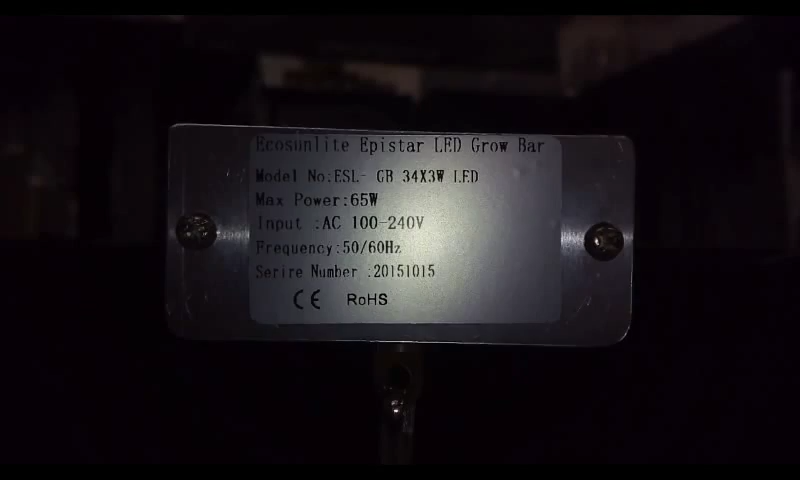 Ecosunlite Epistar LED Grow Bar
Model No:ESL- GB 34X3W LED
Max Power:65W
Input :AC 100-240V
Frequency:50/60Hz
Serire Number :20151015
CE RoHS